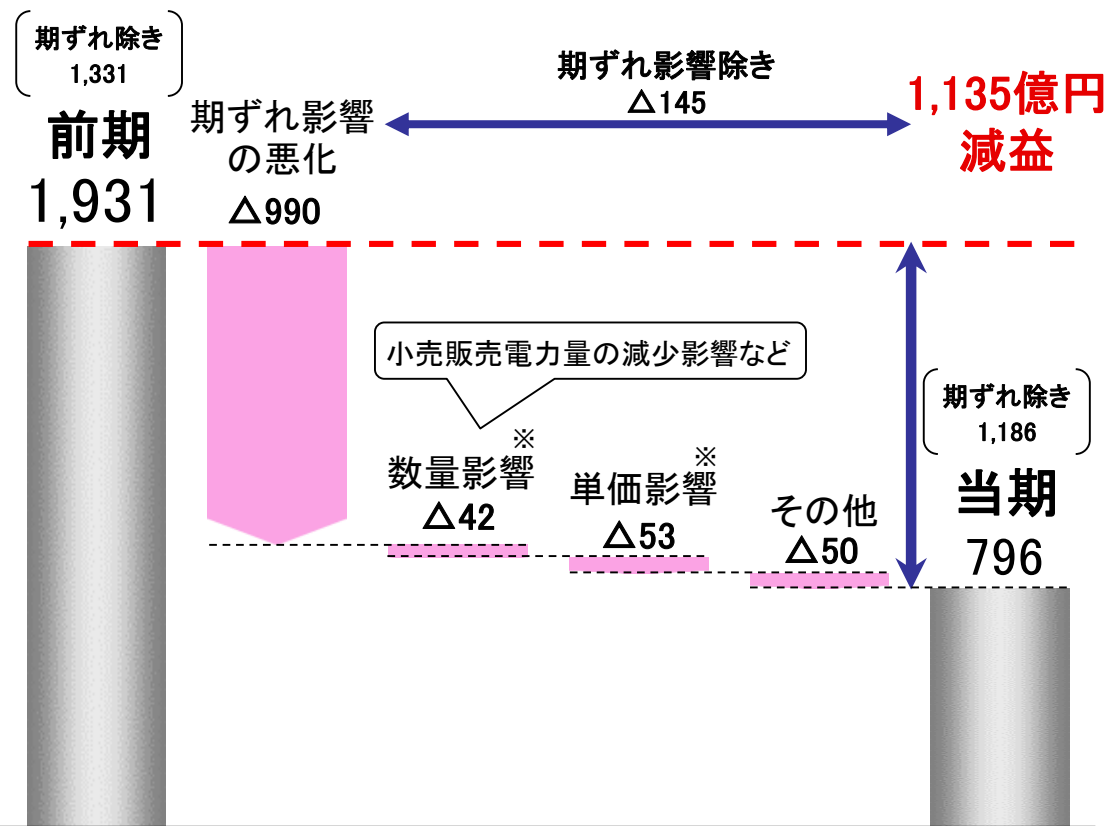 期ずれ除き
1,331
前期
1,931
期ずれ影響
の悪化
△990
期ずれ影響除き
△145
1,135億円
減益
小売販売電力量の減少影響など
※
数量影響
△42
※
単価影響
△53
その他
△50
期ずれ除き
1,186
当期
796